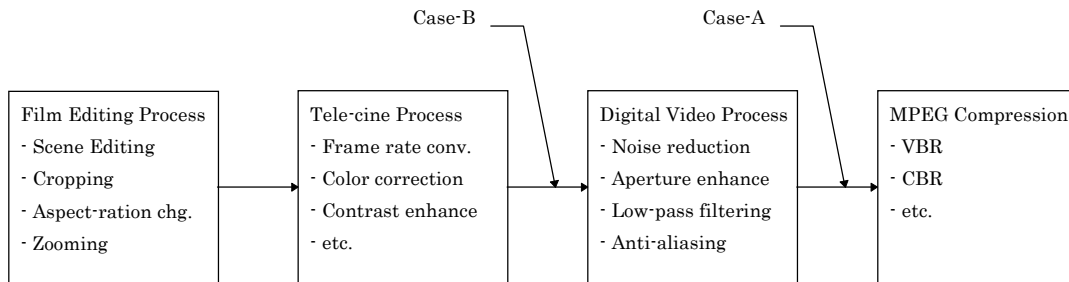 Case-B
Case-A
Film Editing Process
- Scene Editing
- Cropping
- Aspect-ration chg.
- Zooming
Tele-cine Process
- Frame rate conv.
- Color correction
- Contrast enhance
- etc.
Digital Video Process
- Noise reduction
- Aperture enhance
- Low-pass filtering
- Anti-aliasing
MPEG Compression
- VBR
- CBR
- etc.